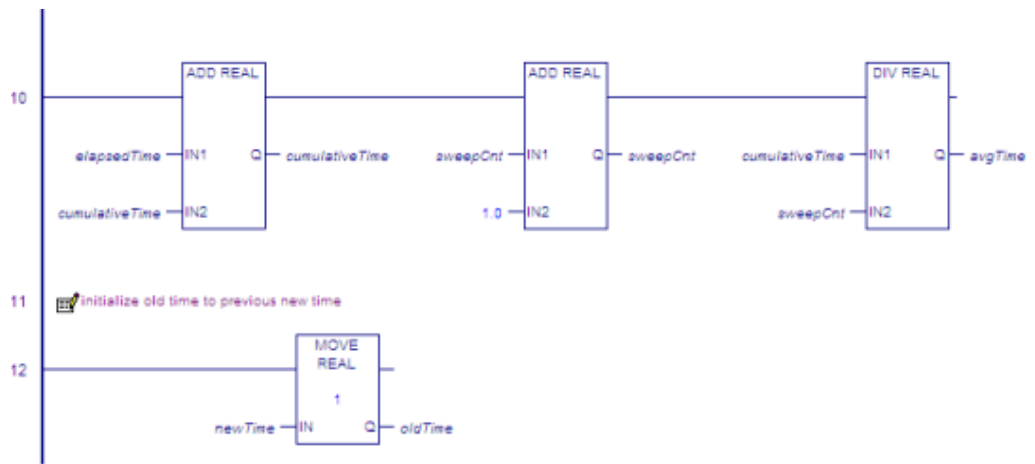 ADD REAL ADD REAL DIV REAL
10
elapsedTime IN1 Q cumulativeTime sweepCnt IN1 Q sweepCnt cumulativeTime IN1 Q avgTime
cumulativeTime IN2 1.0 IN2 sweepCnt IN2
11 initialize old time to previous new time
MOVE
12 REAL
1
newTime IN Q oldTime